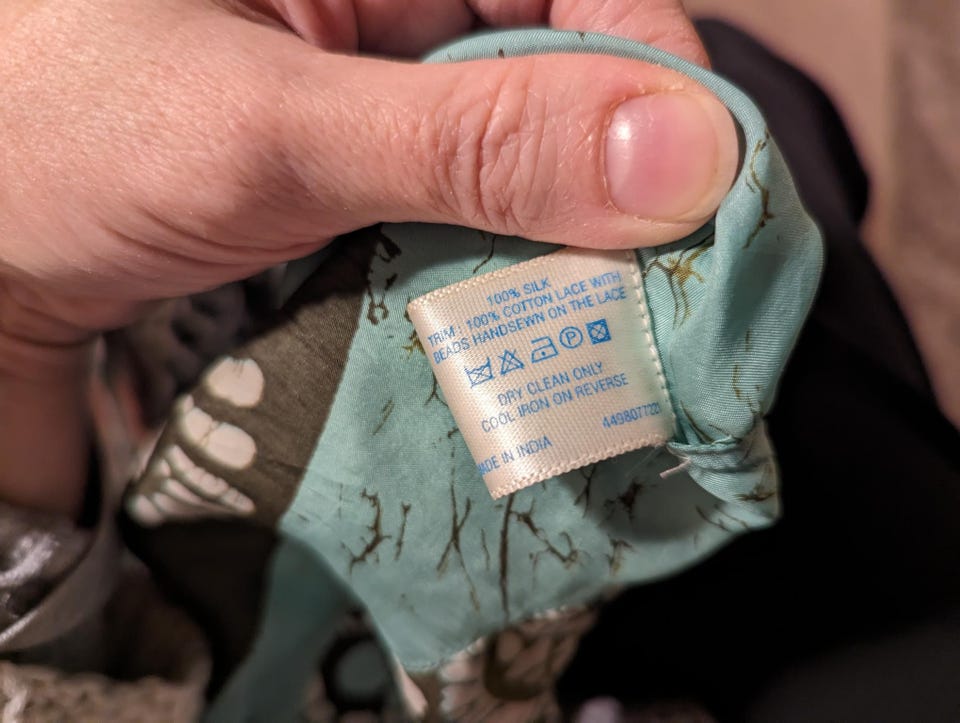 100% SILK
TRIM : 100% COTTON LACE WITH
BEADS HANDSEWN ON THE LACE
P
DRY CLEAN ONLY
COOL IRON ON REVERSE
4498077221
MADE IN INDIA